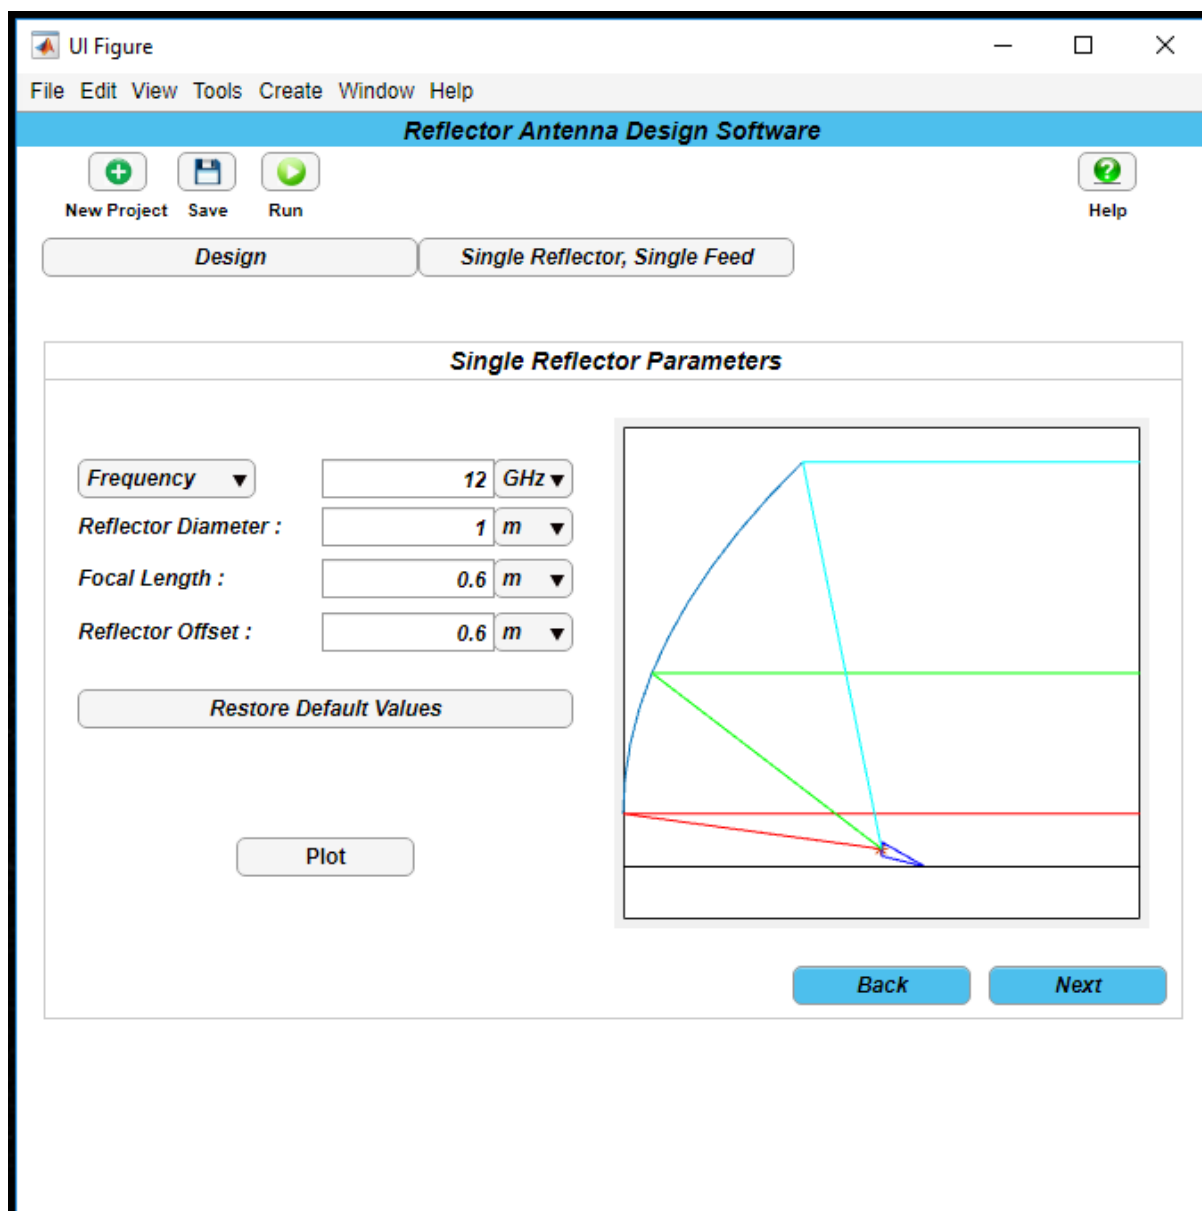 UI Figure
File Edit View Tools Create Window Help
Reflector Antenna Design Software
New Project Save Run Help
Design Single Reflector, Single Feed
Single Reflector Parameters
Frequency 12 GHz
Reflector Diameter : 1 m
Focal Length : 0.6 m
Reflector Offset : 0.6 m
Restore Default Values
Plot
Back Next